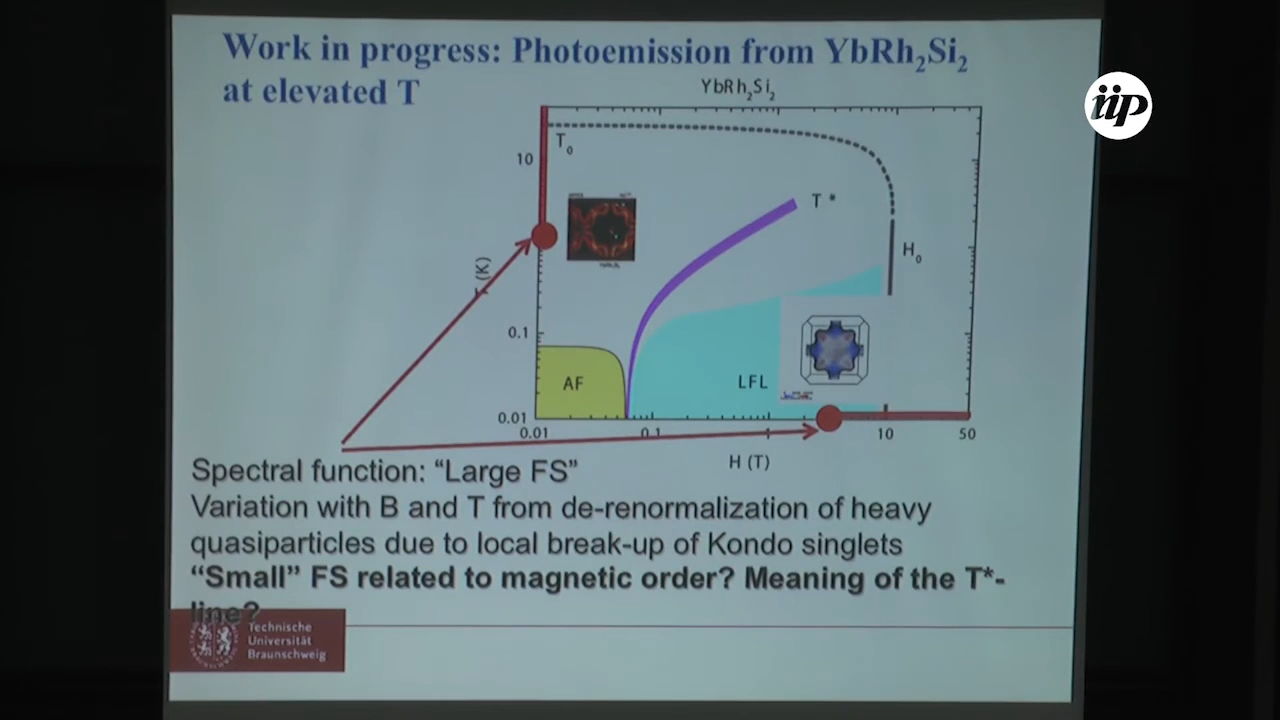 Work in progress: Photoemission from YbRh2Si2
at elevated T
YbRh2Si2
iip
T0
10
T *
H0
T (K)
0.1
AF
LFL
0.01
0.01
0.1
1
10
50
H (T)
Spectral function: “Large FS”
Variation with B and T from de-renormalization of heavy
quasiparticles due to local break-up of Kondo singlets
“Small” FS related to magnetic order? Meaning of the T*-
line?
Technische
Universität
Braunschweig